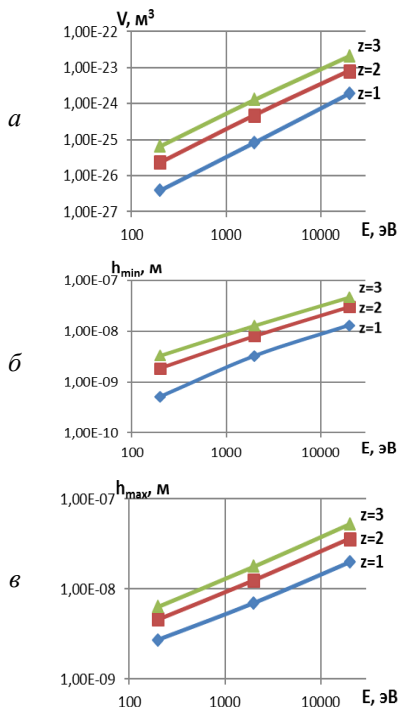 V, м³
1,00E-22
z=3
1,00E-23
z=2
а
1,00E-24
z=1
1,00E-25
1,00E-26
1,00E-27
100 1000 10000 E, эВ
hmin, м
1,00E-07
z=3
z=2
1,00E-08
z=1
б
1,00E-09
1,00E-10
100 1000 10000 E, эВ
hmax, м
1,00E-07
z=3
z=2
z=1
в
1,00E-08
1,00E-09
100 1000 10000 E, эВ